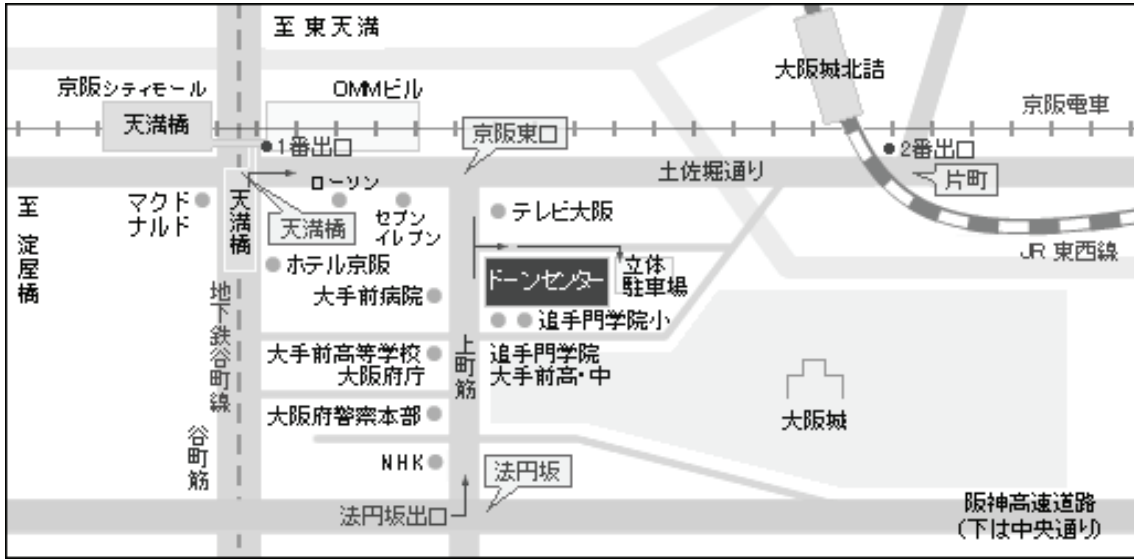 至 東天満
京阪シティモール
OMMビル
大阪城北詰
京阪電車
天満橋
京阪東口
●1番出口
●2番出口
土佐堀通り
片町
至 淀屋橋
マクド
ナルド
天満橋
ローソン
天満橋
セブン
イレブン
テレビ大阪
JR 東西線
ホテル京阪
ドーンセンター
立体
駐車場
大手前病院
追手門学院小
地下鉄谷町線
大手前高等学校
大阪府庁
上町筋
追手門学院
大手前高・中
大阪府警察本部
大阪城
谷町筋
NHK
法円坂
法円坂出口
阪神高速道路
(下は中央通り)